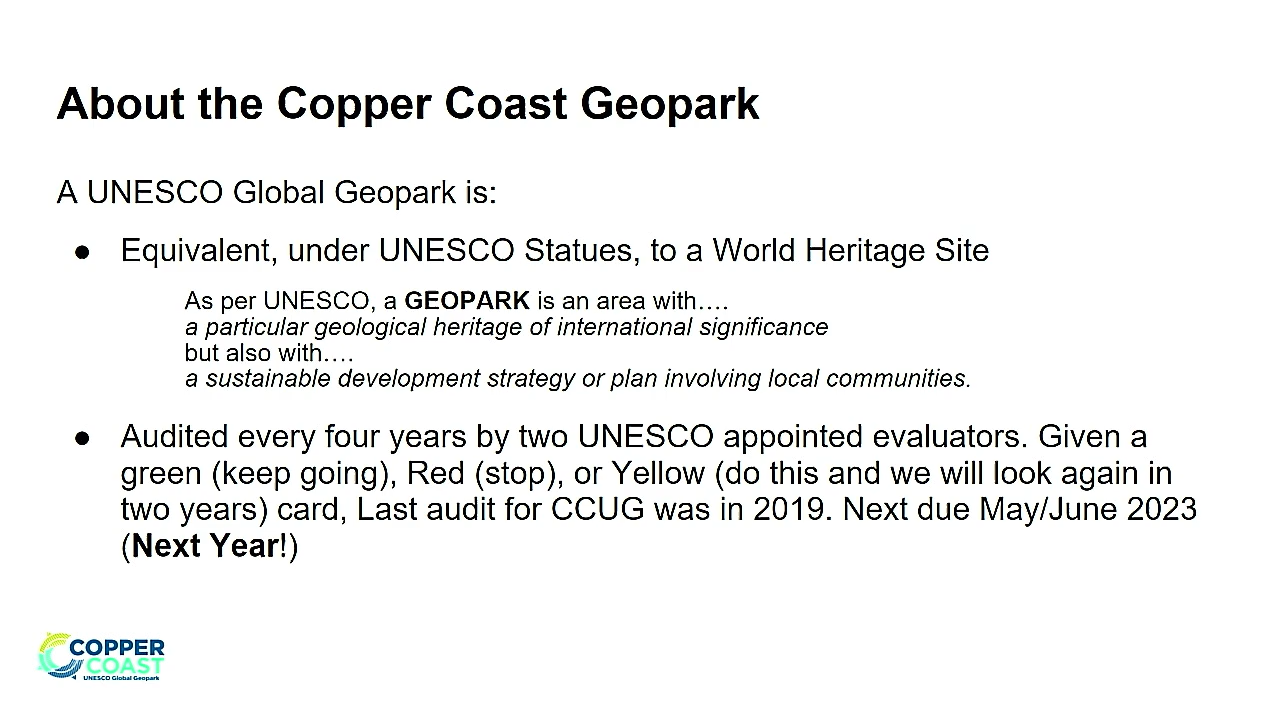 About the Copper Coast Geopark
A UNESCO Global Geopark is:
● Equivalent, under UNESCO Statues, to a World Heritage Site
As per UNESCO, a GEOPARK is an area with….
a particular geological heritage of international significance
but also with….
a sustainable development strategy or plan involving local communities.
● Audited every four years by two UNESCO appointed evaluators. Given a
green (keep going), Red (stop), or Yellow (do this and we will look again in
two years) card, Last audit for CCUG was in 2019. Next due May/June 2023
(Next Year!)
COPPER
COAST
UNESCO Global Geopark